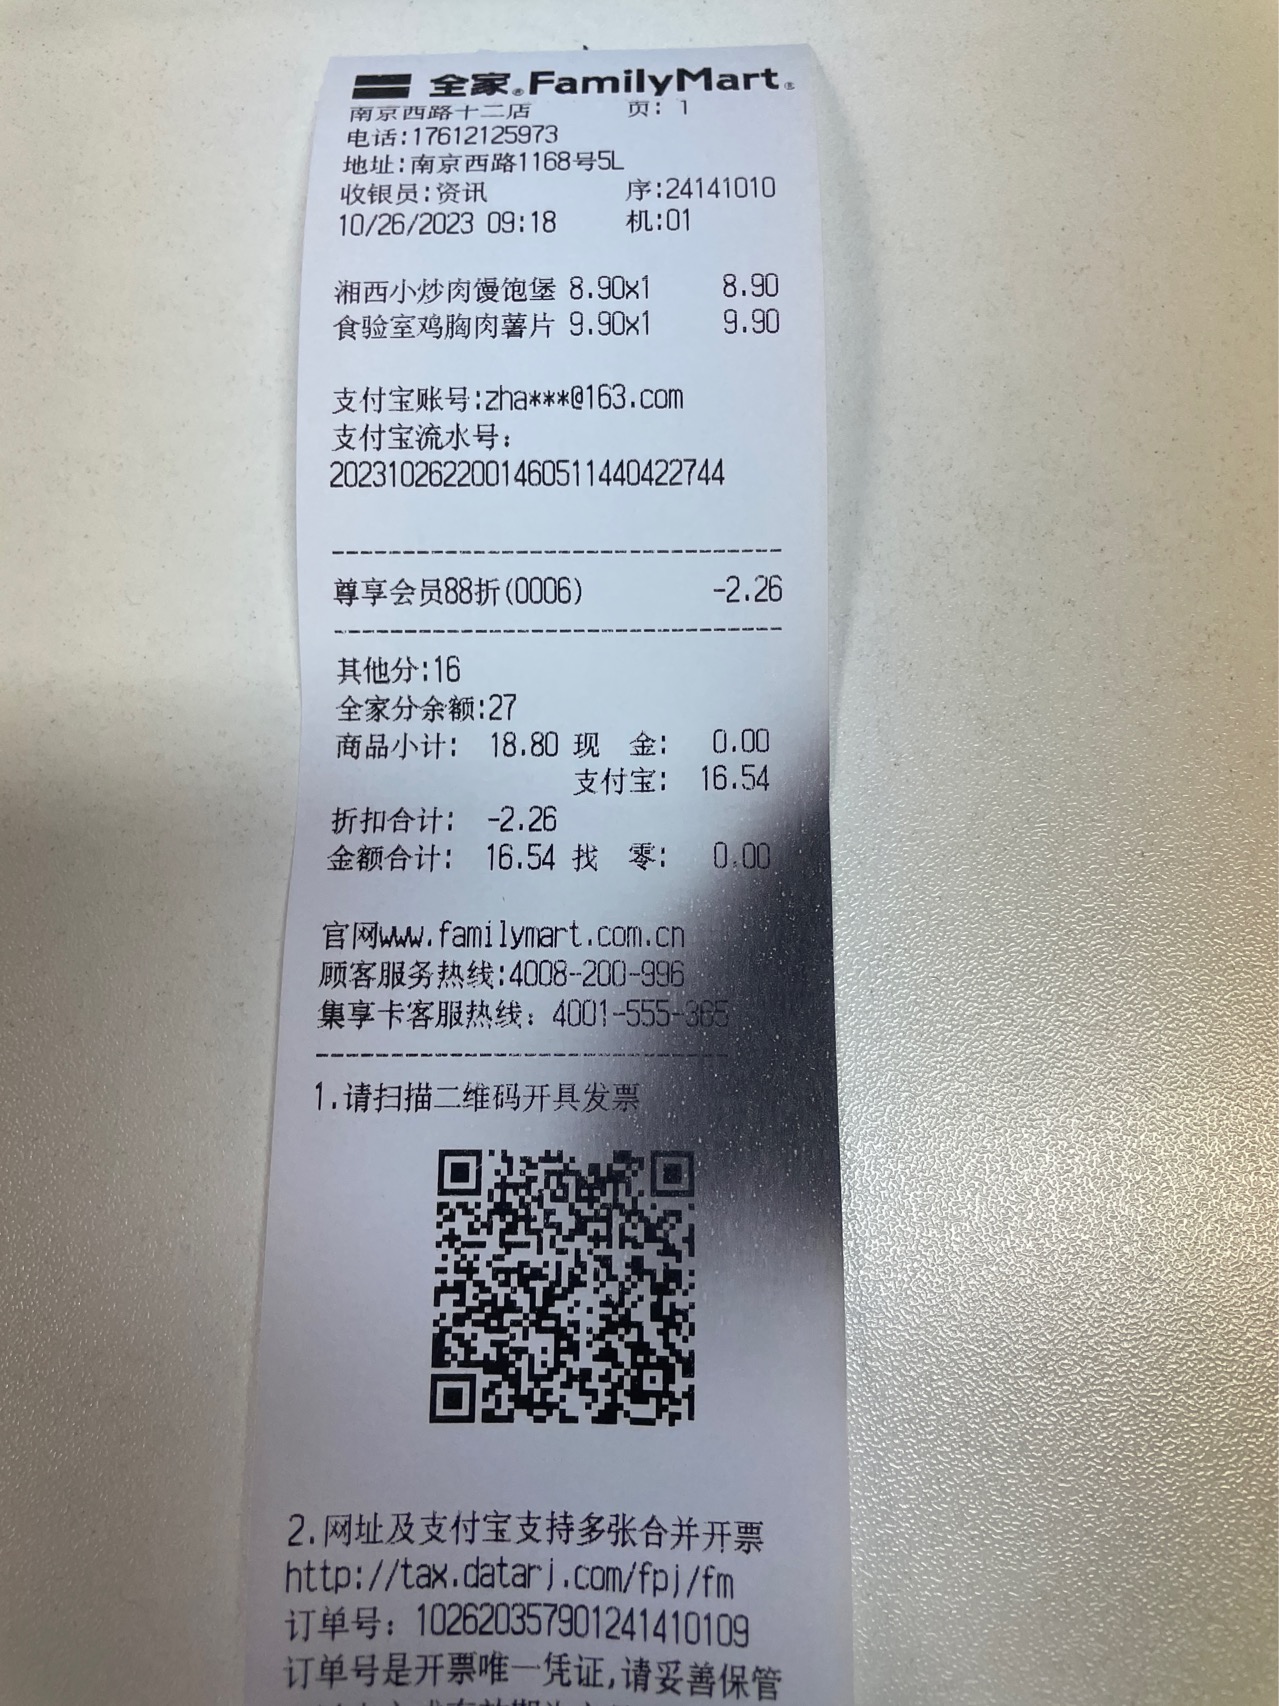 全家®FamilyMart®
南京西路十二店 页: 1
电话:17612125973
地址:南京西路1168号5L
收银员:资讯 序:24141010
10/26/2023 09:18 机:01
湘西小炒肉馒饱堡 8.90x1 8.90
食验室鸡胸肉薯片 9.90x1 9.90
支付宝账号:zha***@163.com
支付宝流水号:
2023102622001460511440422744
尊享会员88折(0006) -2.26
其他分:16
全家分余额:27
商品小计: 18.80 现 金: 0.00
支付宝: 16.54
折扣合计: -2.26
金额合计: 16.54 找 零: 0.00
官网www.familymart.com.cn
顾客服务热线:4008-200-996
集享卡客服热线: 4001-555-365
1.请扫描二维码开具发票
2.网址及支付宝支持多张合并开票
http://tax.datarj.com/fpj/fm
订单号: 1026203579012414101​09
订单号是开票唯一凭证,请妥善保管